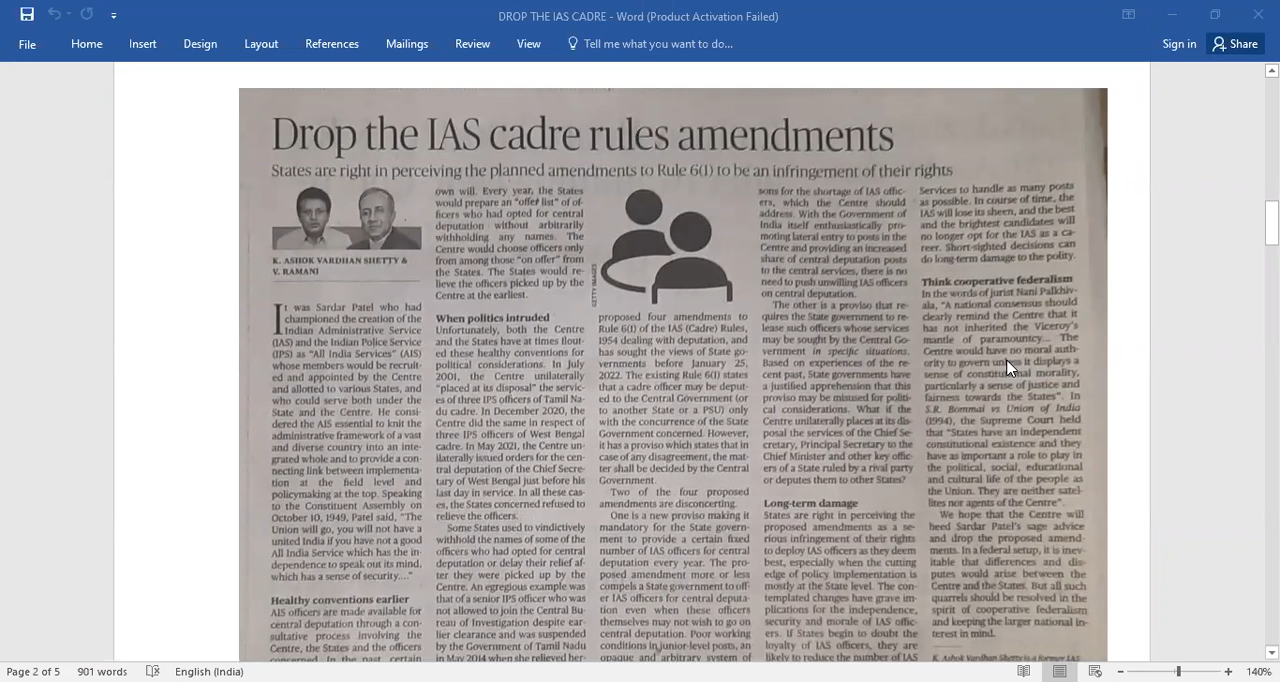 DROP THE IAS CADRE - Word (Product Activation Failed)
File
Home
Insert
Design
Layout
References
Mailings
Review
View
Tell me what you want to do...
Sign in
Share
Drop the IAS cadre rules amendments
States are right in perceiving the planned amendments to Rule 6(1) to be an infringement of their rights
K. ASHOK VARDHAN SHETTY &
V. RAMANI
It was Sardar Patel who had
championed the creation of the
Indian Administrative Service
(IAS) and the Indian Police Service
(IPS) as "All India Services" (AIS)
whose members would be recruit-
ed and appointed by the Centre
and allotted to various States, and
who could serve both under the
State and the Centre. He consi-
dered the AIS essential to knit the
administrative framework of a vast
and diverse country into an inte-
grated whole and to provide a con-
necting link between implementa-
tion at the field level and
policymaking at the top. Speaking
to the Constituent Assembly on
October 10, 1949, Patel said, "The
Union will go, you will not have a
united India if you have not a good
All India Service which has the in-
dependence to speak out its mind,
which has a sense of security...."
Healthy conventions earlier
AIS officers are made available for
central deputation through a con-
sultative process involving the
Centre, the States and the officers
concerned. In the past, certain
own will. Every year, the States
would prepare an "offer list" of of-
ficers who had opted for central
deputation without arbitrarily
withholding any names. The
Centre would choose officers only
from among those "on offer" from
the States. The States would re-
lieve the officers picked up by the
Centre at the earliest.
When politics intruded
Unfortunately, both the Centre
and the States have at times flout-
ed these healthy conventions for
political considerations. In July
2001, the Centre unilaterally
"placed at its disposal" the servic-
es of three IPS officers of Tamil Na-
du cadre. In December 2020, the
Centre did the same in respect of
three IPS officers of West Bengal
cadre. In May 2021, the Centre un-
ilaterally issued orders for the cen-
tral deputation of the Chief Secre-
tary of West Bengal just before his
last day in service. In all these cas-
es, the States concerned refused to
relieve the officers.
Some States used to vindictively
withhold the names of some of the
officers who had opted for central
deputation or delay their relief af-
ter they were picked up by the
Centre. An egregious example was
that of a senior IPS officer who was
not allowed to join the Central Bu-
reau of Investigation despite ear-
lier clearance and was suspended
by the Government of Tamil Nadu
in May 2014 when she relieved her-
GETTY IMAGES
proposed four amendments to
Rule 6(1) of the IAS (Cadre) Rules,
1954 dealing with deputation, and
has sought the views of State go-
vernments before January 25,
2022. The existing Rule 6(1) states
that a cadre officer may be deput-
ed to the Central Government (or
to another State or a PSU) only
with the concurrence of the State
Government concerned. However,
it has a proviso which states that in
case of any disagreement, the mat-
ter shall be decided by the Central
Government.
Two of the four proposed
amendments are disconcerting.
One is a new proviso making it
mandatory for the State govern-
ment to provide a certain fixed
number of IAS officers for central
deputation every year. The pro-
posed amendment more or less
compels a State government to off-
er IAS officers for central deputa-
tion even when these officers
themselves may not wish to go on
central deputation. Poor working
conditions in junior-level posts, an
opaque and arbitrary system of
sons for the shortage of IAS offic-
ers, which the Centre should
address. With the Government of
India itself enthusiastically pro-
moting lateral entry to posts in the
Centre and providing an increased
share of central deputation posts
to the central services, there is no
need to push unwilling IAS officers
on central deputation.
The other is a proviso that re-
quires the State government to re-
lease such officers whose services
may be sought by the Central Go-
vernment in specific situations.
Based on experiences of the re-
cent past, State governments have
a justified apprehension that this
proviso may be misused for politi-
cal considerations. What if the
Centre unilaterally places at its dis-
posal the services of the Chief Se-
cretary, Principal Secretary to the
Chief Minister and other key offic-
ers of a State ruled by a rival party
or deputes them to other States?
Long-term damage
States are right in perceiving the
proposed amendments as a se-
rious infringement of their rights
to deploy IAS officers as they deem
best, especially when the cutting
edge of policy implementation is
mostly at the State level. The con-
templated changes have grave im-
plications for the independence,
security and morale of IAS offic-
ers. If States begin to doubt the
loyalty of IAS officers, they are
likely to reduce the number of IAS
Services to handle as many posts
as possible. In course of time, the
IAS will lose its sheen, and the best
and the brightest candidates will
no longer opt for the IAS as a ca-
reer. Short-sighted decisions can
do long-term damage to the polity.
Think cooperative federalism
In the words of jurist Nani Palkhiv-
ala, "A national consensus should
clearly remind the Centre that it
has not inherited the Viceroy's
mantle of paramountcy... The
Centre would have no moral auth-
ority to govern unless it displays a
sense of constitutional morality,
particularly a sense of justice and
fairness towards the States". In
S.R. Bommai vs Union of India
(1994), the Supreme Court held
that "States have an independent
constitutional existence and they
have as important a role to play in
the political, social, educational
and cultural life of the people as
the Union. They are neither satel-
lites nor agents of the Centre".
We hope that the Centre will
heed Sardar Patel's sage advice
and drop the proposed amend-
ments. In a federal setup, it is inev-
itable that differences and dis-
putes would arise between the
Centre and the States. But all such
quarrels should be resolved in the
spirit of cooperative federalism
and keeping the larger national in-
terest in mind.
K. Ashok Vardhan Shetty is a former IAS
Page 2 of 5
901 words
English (India)
140%